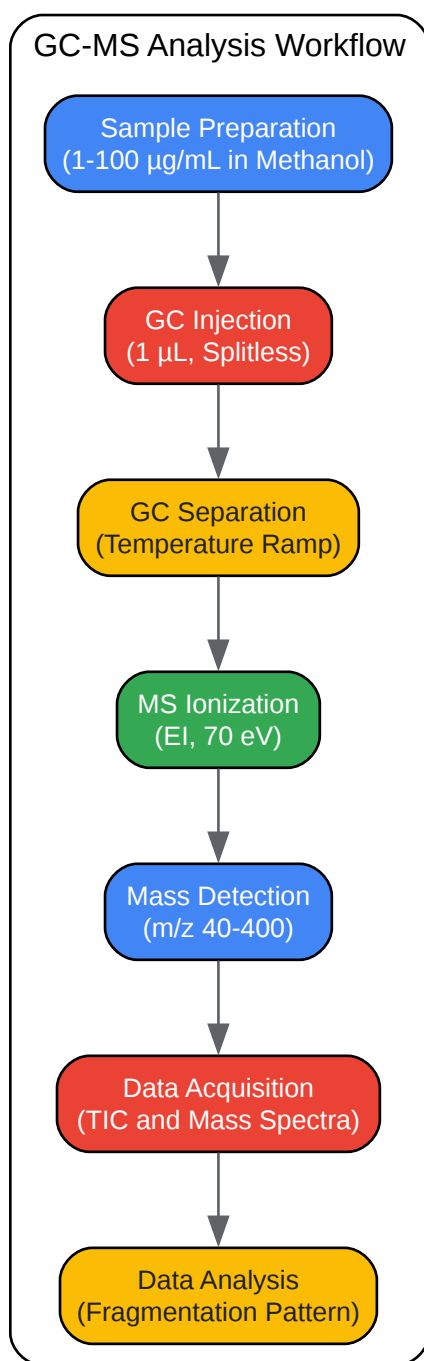 GC-MS Analysis Workflow
Sample Preparation
(1-100 µg/mL in Methanol)
GC Injection
(1 µL, Splitless)
GC Separation
(Temperature Ramp)
MS Ionization
(EI, 70 eV)
Mass Detection
(m/z 40-400)
Data Acquisition
(TIC and Mass Spectra)
Data Analysis
(Fragmentation Pattern)